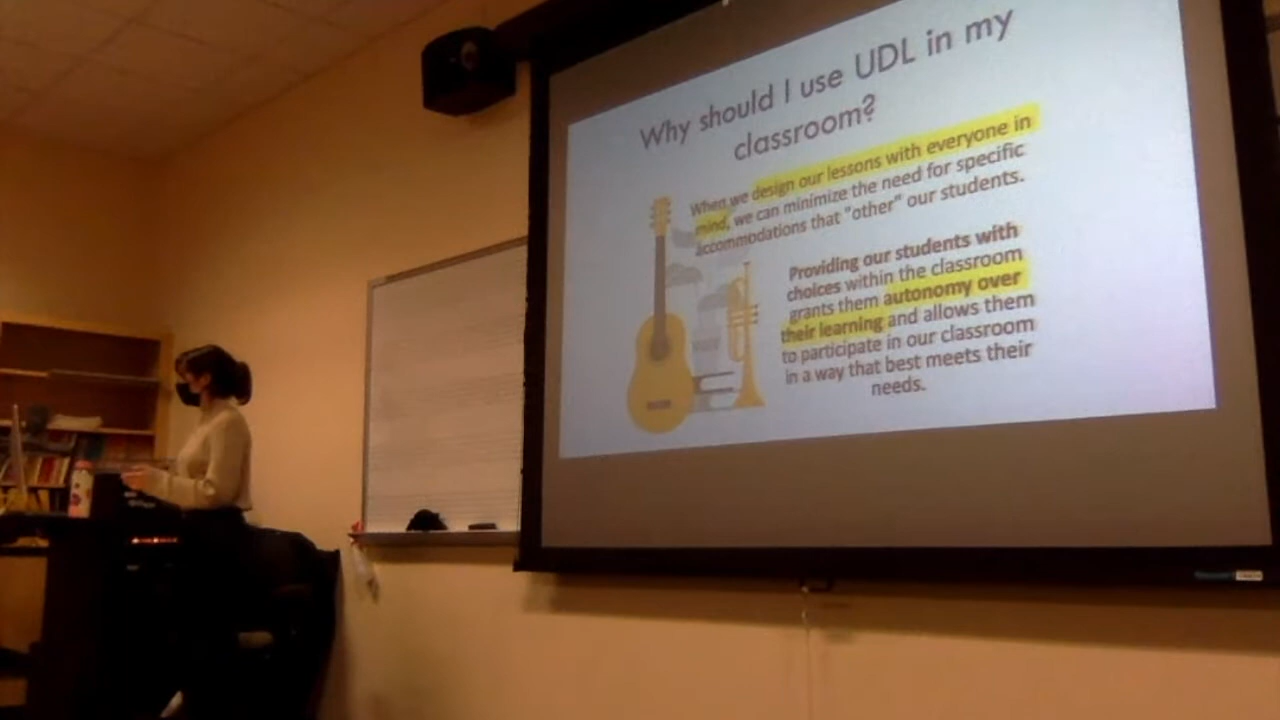 Why should I use UDL in my
classroom?
When we design our lessons with everyone in
mind, we can minimize the need for specific
accommodations that "other" our students.
Providing our students with
choices within the classroom
grants them autonomy over
their learning and allows them
to participate in our classroom
in a way that best meets their
needs.